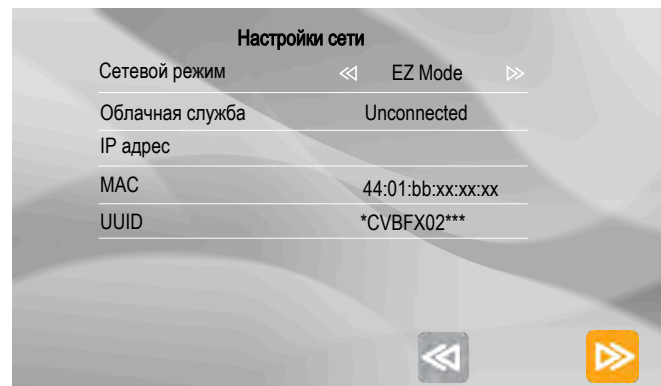 Настройки сети
Сетевой режим EZ Mode
Облачная служба Unconnected
IP адрес
MAC 44:01:bb:xx:xx:xx
UUID *CVBFX02***